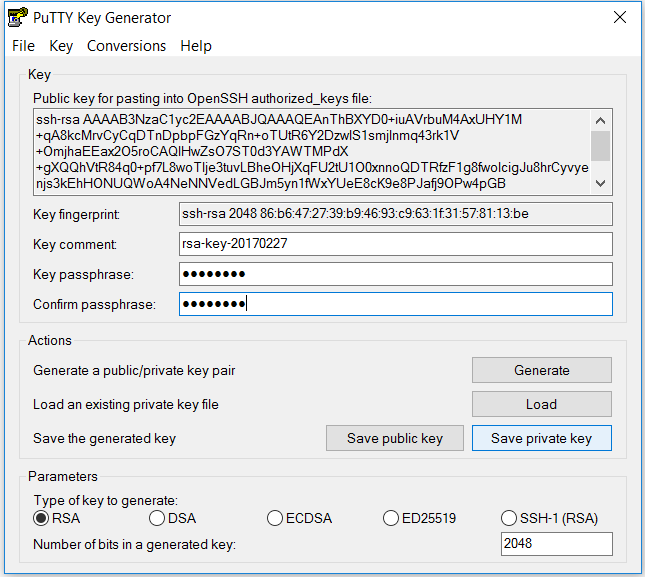 PuTTY Key Generator
File Key Conversions Help
Key
Public key for pasting into OpenSSH authorized_keys file:
ssh-rsa AAAAB3NzaC1yc2EAAAABJQAAAQEAnThBXYD0+iuAVrbuM4AxUHY1M
+qA8kcMrvCyCqDTnDpbpFGzYqRn+oTUtR6Y2DzwlS1smjlnmq43rk1V
+OmjhaEEax2O5roCAQlHwZsO7ST0d3YAWTMPdX
+gXQQhVtR84q0+pf7L8woTlje3tuvLBheOHjXqFU2tU1O0xnnoQDTRfzF1g8fwolcigJu8hrCyvye
njs3kEhHONUQWoA4NeNNVedLGBJm5yn1fWxYUeE8cK9e8PJafj9OPw4pGB
Key fingerprint: ssh-rsa 2048 86:b6:47:27:39:b9:46:93:c9:63:1f:31:57:81:13:be
Key comment: rsa-key-20170227
Key passphrase: ●●●●●●●●
Confirm passphrase: ●●●●●●●●
Actions
Generate a public/private key pair Generate
Load an existing private key file Load
Save the generated key Save public key Save private key
Parameters
Type of key to generate:
RSA DSA ECDSA ED25519 SSH-1 (RSA)
Number of bits in a generated key: 2048